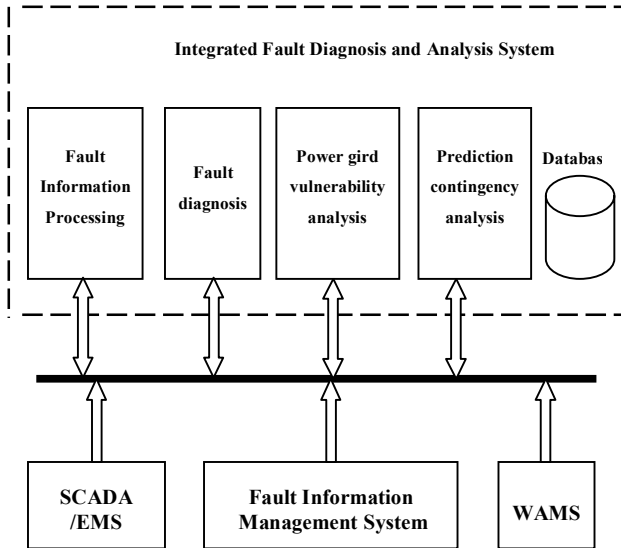 Integrated Fault Diagnosis and Analysis System
Fault
Information
Processing
Fault
diagnosis
Power gird
vulnerability
analysis
Prediction
contingency
analysis
Databas
SCADA
/EMS
Fault Information
Management System
WAMS